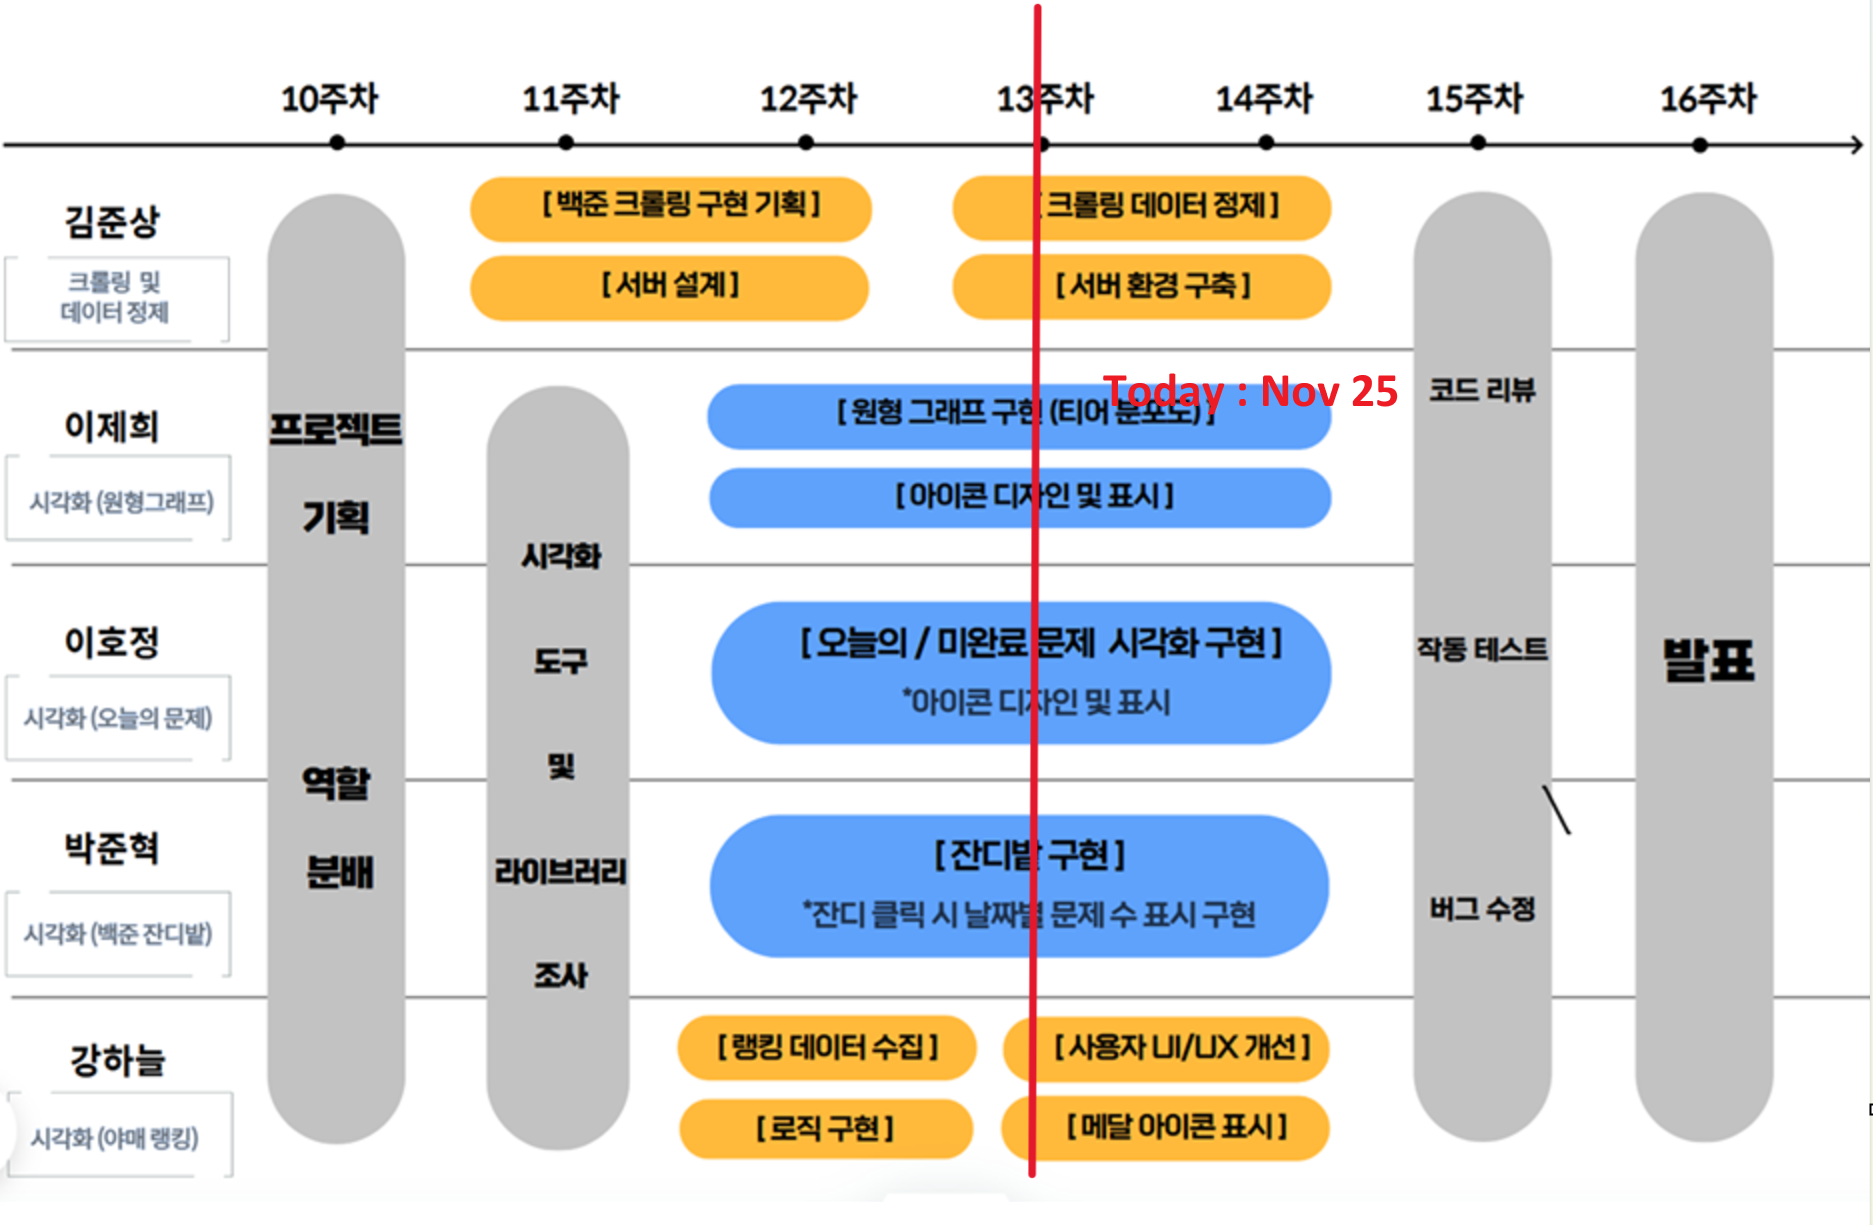 10주차
11주차
12주차
13주차
14주차
15주차
16주차
김준상
크롤링 및
데이터 정제
[ 백준 크롤링 구현 기획 ]
[ 크롤링 데이터 정제 ]
[ 서버 설계 ]
[ 서버 환경 구축 ]
이제희
시각화 (원형그래프)
[ 원형 그래프 구현 (티어 분포도) ]
Today : Nov 25
[ 아이콘 디자인 및 표시 ]
이호정
시각화 (오늘의 문제)
[ 오늘의 / 미완료 문제 시각화 구현 ]
*아이콘 디자인 및 표시
박준혁
시각화 (백준 잔디밭)
[ 잔디밭 구현 ]
*잔디 클릭 시 날짜별 문제 수 표시 구현
강하늘
시각화 (야매 랭킹)
[ 랭킹 데이터 수집 ]
[ 사용자 UI/UX 개선 ]
[ 로직 구현 ]
[ 메달 아이콘 표시 ]
프로젝트
기획
역할
분배
시각화
도구
및
라이브러리
조사
코드 리뷰
작동 테스트
버그 수정
발표